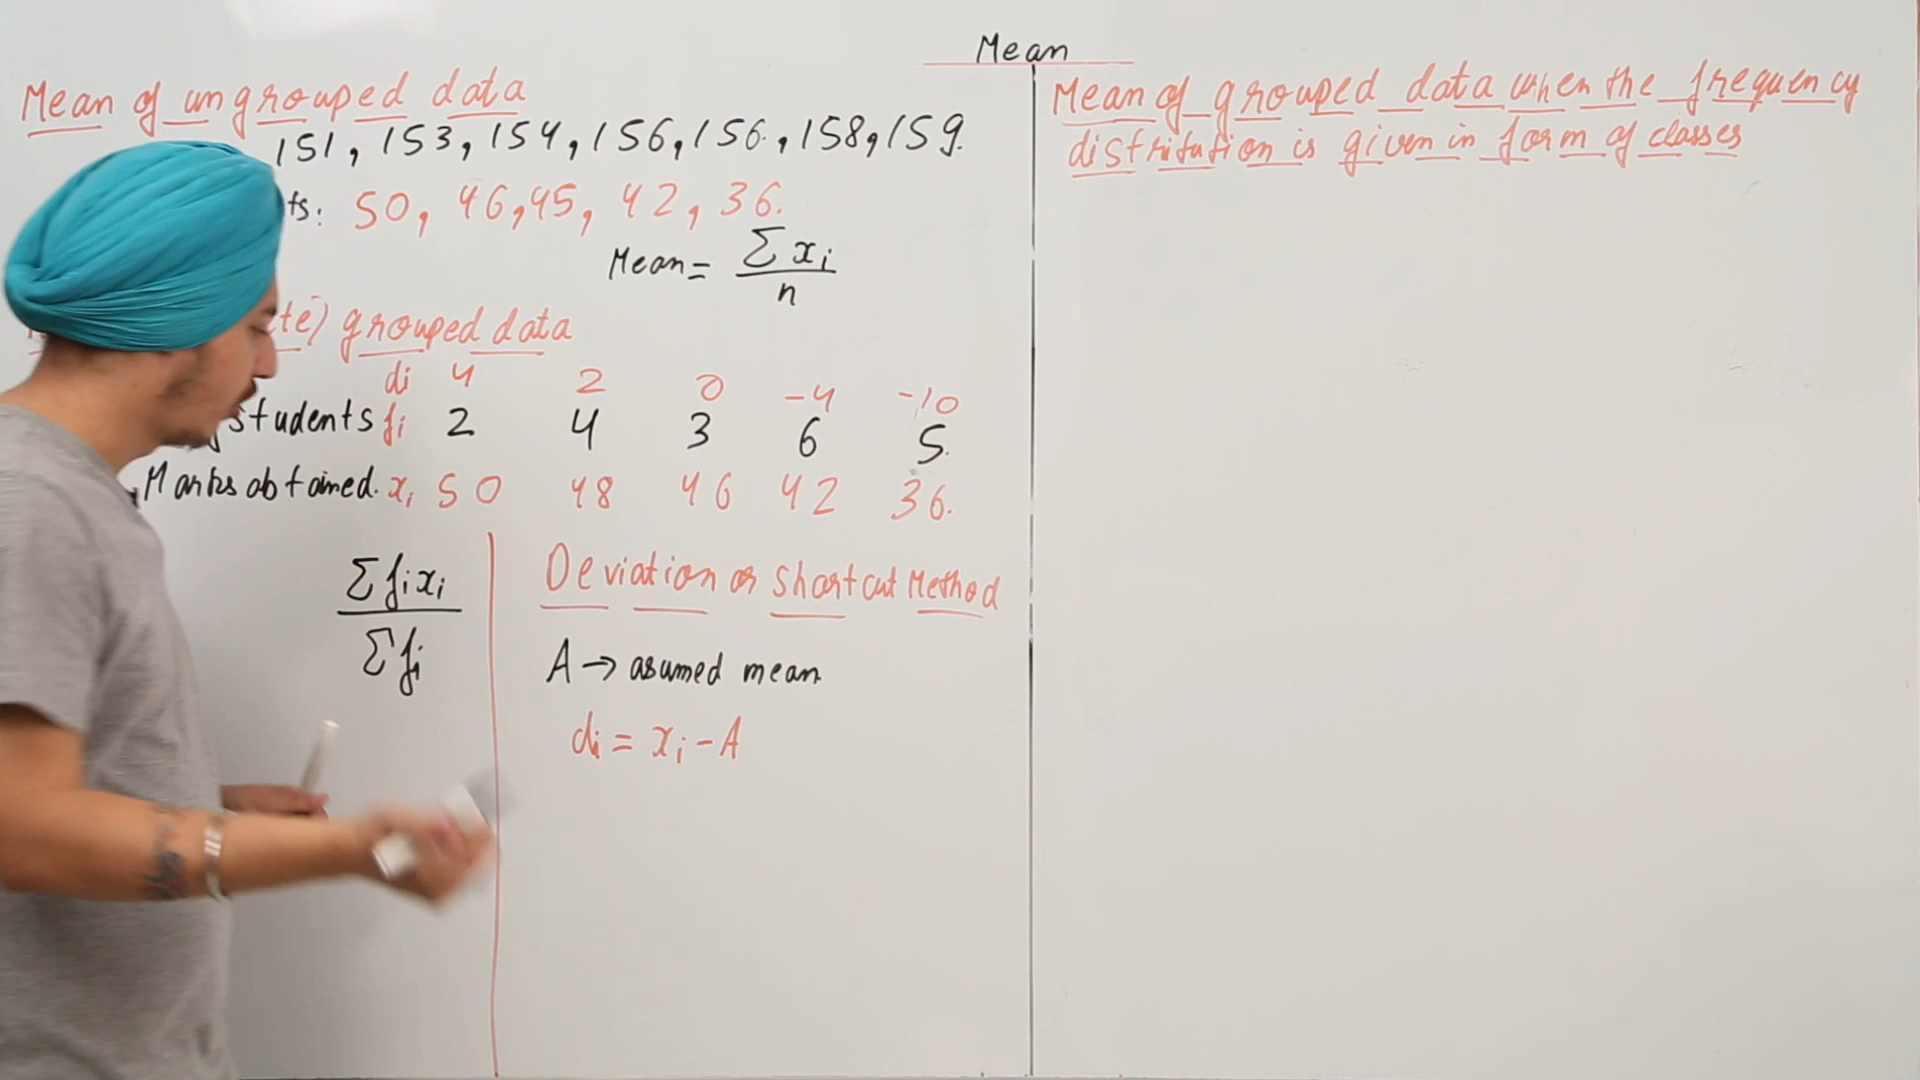 Mean
Mean of ungrouped data
151, 153, 154, 156, 156, 158, 159.
ts: 50, 46, 45, 42, 36.
Mean = Σxi / n
te) grouped data
di 4 2 0 -4 -10
students fi 2 4 3 6 5.
Marks obtained. xi 50 48 46 42 36.
Σfixi / Σfi
Deviation or Shortcut Method
A → asumed mean
di = xi - A
Mean of grouped data when the frequency
distribution is given in form of classes